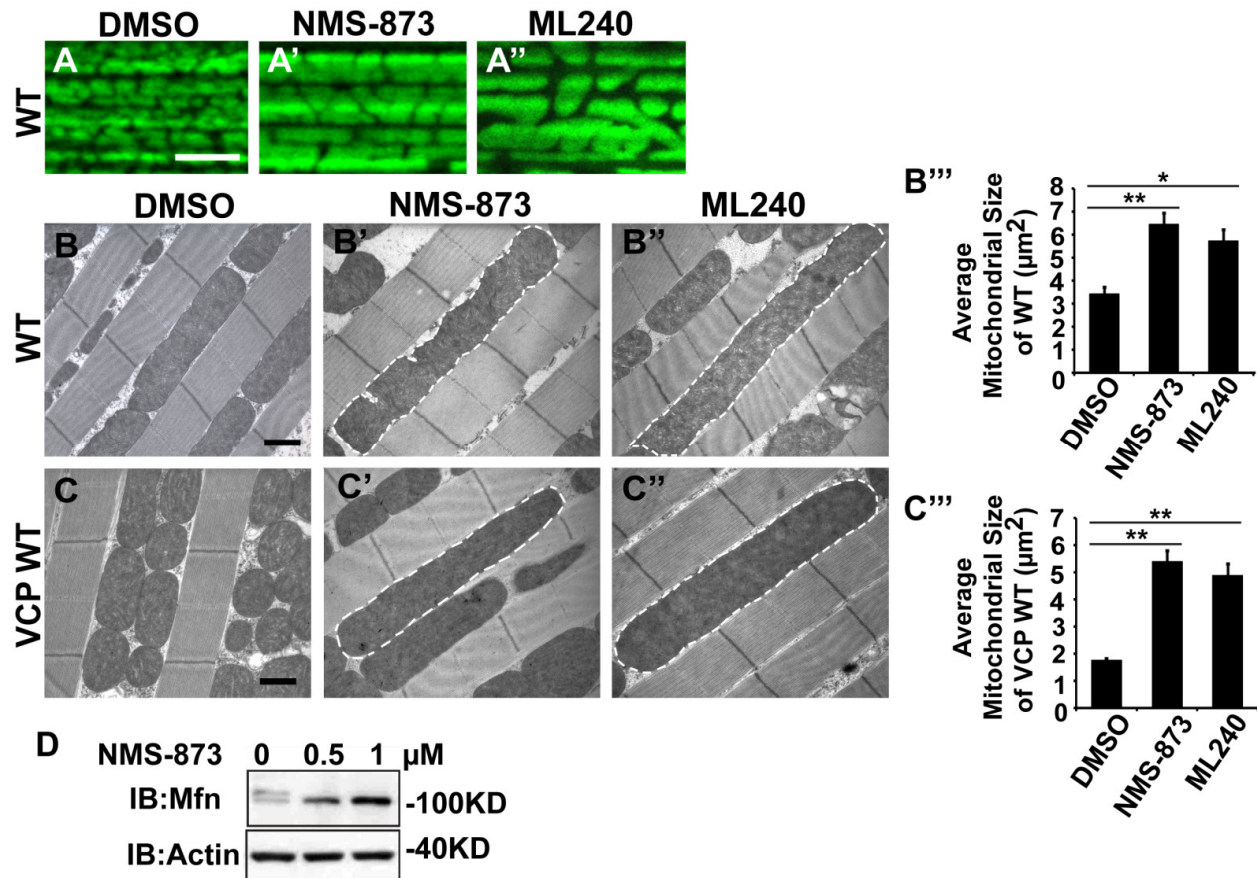 DMSO NMS-873 ML240
WT
A A’ A’’
DMSO NMS-873 ML240
WT
B B’ B’’
VCP WT
C C’ C’’
B’’’
Average
Mitochondrial Size
of WT (µm²)
8
7
6
5
4
3
2
1
0
* 
**
DMSO NMS-873 ML240
C’’’
Average
Mitochondrial Size
of VCP WT (µm²)
7
6
5
4
3
2
1
0
**
**
DMSO NMS-873 ML240
D
NMS-873 0 0.5 1 µM
IB:Mfn -100KD
IB:Actin -40KD